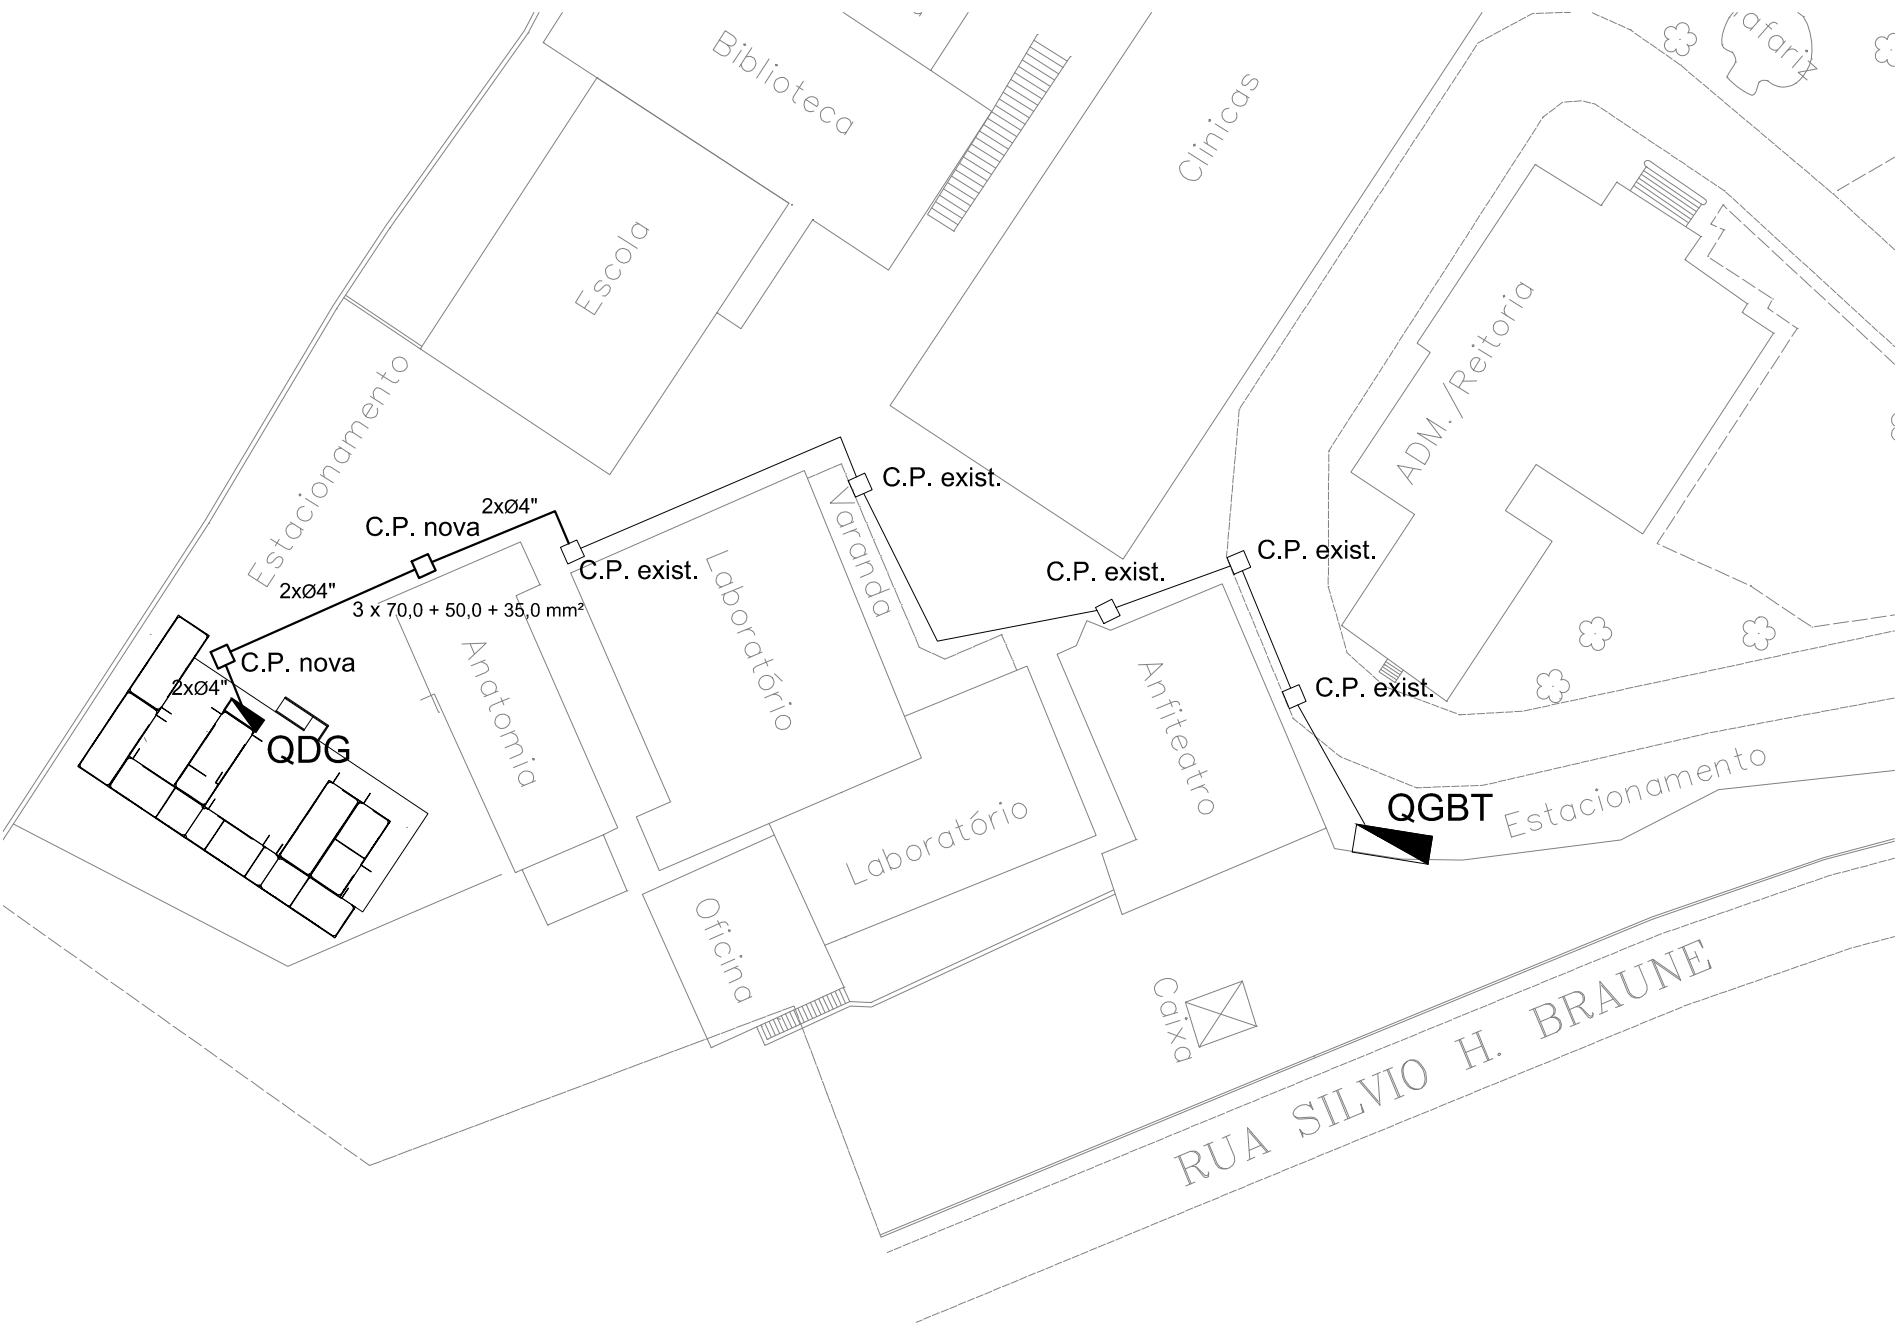 afariz
Biblioteca
Clinicas
Escola
ADM./Reitoria
Estacionamento
C.P. exist.
Varanda
2xØ4"
C.P. nova
C.P. exist.
C.P. exist.
C.P. exist.
2xØ4"
3 x 70,0 + 50,0 + 35,0 mm²
Laboratório
Anatomia
C.P. nova
2xØ4"
QDG
Anfiteatro
C.P. exist.
QGBT
Estacionamento
Laboratório
Oficina
Caixa
RUA SILVIO H. BRAUNE